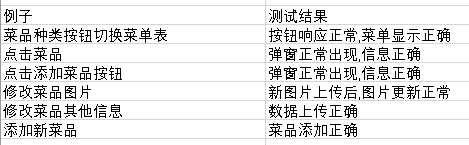 例子 测试结果
菜品种类按钮切换菜单表 按钮响应正常,菜单显示正确
点击菜品 弹窗正常出现,信息正确
点击添加菜品按钮 弹窗正常出现,信息正确
修改菜品图片 新图片上传后,图片更新正常
修改菜品其他信息 数据上传正确
添加新菜品 菜品添加正确